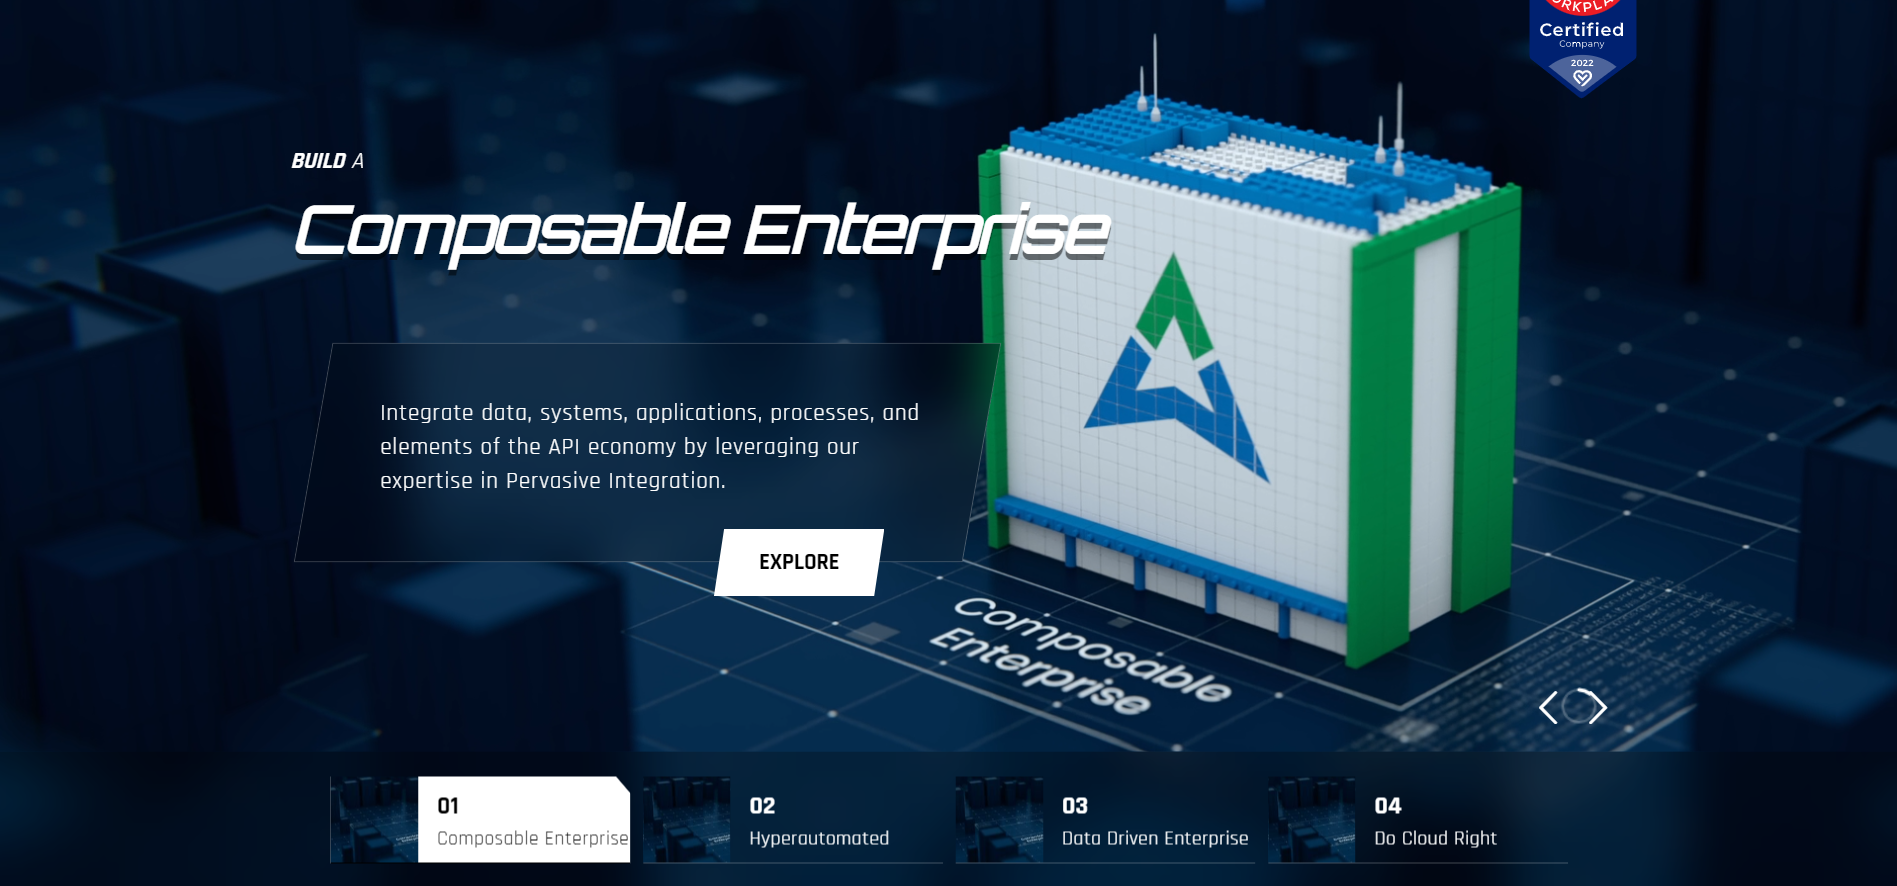 Certified
Company
2022
BUILD A
Composable Enterprise
Integrate data, systems, applications, processes, and
elements of the API economy by leveraging our
expertise in Pervasive Integration.
EXPLORE
Composable
Enterprise
01
Composable Enterprise
02
Hyperautomated
03
Data Driven Enterprise
04
Do Cloud Right